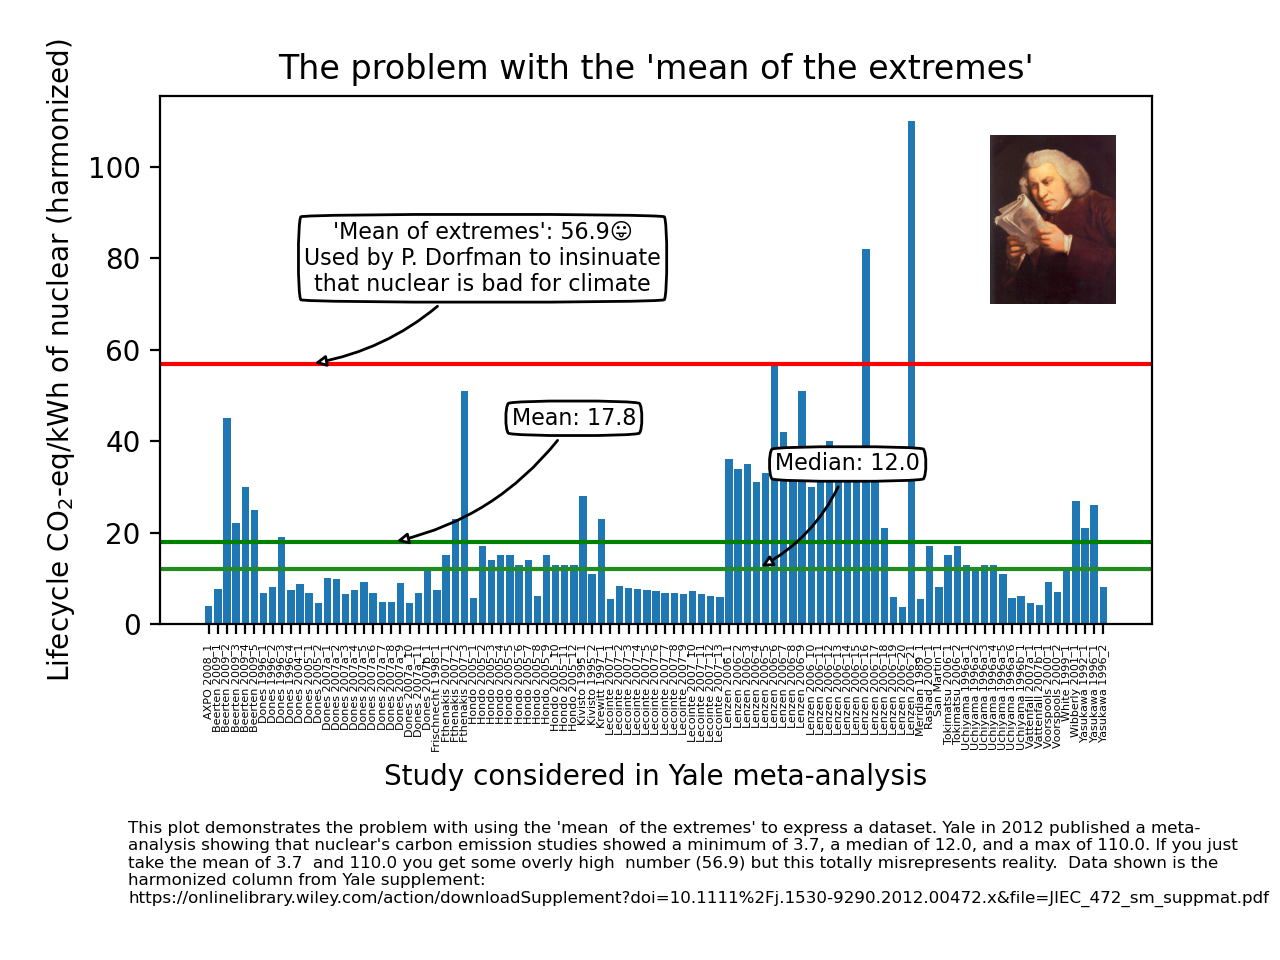 The problem with the 'mean of the extremes'
Lifecycle CO₂-eq/kWh of nuclear (harmonized)
100
80
60
40
20
0
'Mean of extremes': 56.9😛
Used by P. Dorfman to insinuate
that nuclear is bad for climate
Mean: 17.8
Median: 12.0
AXPO 2008_1
Beerten 2009_1
Beerten 2009_2
Beerten 2009_3
Beerten 2009_4
Beerten 2009_5
Dones 1996_1
Dones 1996_2
Dones 1996_3
Dones 1996_4
Dones 2004_1
Dones 2005_1
Dones 2005_2
Dones 2007a_1
Dones 2007a_2
Dones 2007a_3
Dones 2007a_4
Dones 2007a_5
Dones 2007a_6
Dones 2007a_7
Dones 2007a_8
Dones 2007a_9
Dones 2007a_10
Dones 2007a_11
Dones 2007b_1
Frischnecht 1998_1
Fthenakis 2007_1
Fthenakis 2007_2
Fthenakis 2007_3
Hondo 2005_1
Hondo 2005_2
Hondo 2005_3
Hondo 2005_4
Hondo 2005_5
Hondo 2005_6
Hondo 2005_7
Hondo 2005_8
Hondo 2005_9
Hondo 2005_10
Hondo 2005_11
Hondo 2005_12
Kivisto 1995_1
Kivisto 1995_2
Krewitt 1997_1
Lecointe 2007_1
Lecointe 2007_2
Lecointe 2007_3
Lecointe 2007_4
Lecointe 2007_5
Lecointe 2007_6
Lecointe 2007_7
Lecointe 2007_8
Lecointe 2007_9
Lecointe 2007_10
Lecointe 2007_11
Lecointe 2007_12
Lecointe 2007_13
Lenzen 2006_1
Lenzen 2006_2
Lenzen 2006_3
Lenzen 2006_4
Lenzen 2006_5
Lenzen 2006_6
Lenzen 2006_7
Lenzen 2006_8
Lenzen 2006_9
Lenzen 2006_10
Lenzen 2006_11
Lenzen 2006_12
Lenzen 2006_13
Lenzen 2006_14
Lenzen 2006_15
Lenzen 2006_16
Lenzen 2006_17
Lenzen 2006_18
Lenzen 2006_19
Lenzen 2006_20
Lenzen 2006_21
Meridian 1989_1
Rashad 2000_1
San Martin_1
Tokimatsu 2006_1
Tokimatsu 2006_2
Uchiyama 1996a_1
Uchiyama 1996a_2
Uchiyama 1996a_3
Uchiyama 1996a_4
Uchiyama 1996a_5
Uchiyama 1996a_6
Uchiyama 1996b_1
Vattenfall 2007a_1
Vattenfall 2007b_1
Voorspools 2000_1
Voorspools 2000_2
White 1998_1
Wibberly 2001_1
Yasukawa 1992_1
Yasukawa 1996_1
Yasukawa 1996_2
Study considered in Yale meta-analysis
This plot demonstrates the problem with using the 'mean  of the extremes' to express a dataset. Yale in 2012 published a meta-
analysis showing that nuclear's carbon emission studies showed a minimum of 3.7, a median of 12.0, and a max of 110.0. If you just
take the mean of 3.7  and 110.0 you get some overly high  number (56.9) but this totally misrepresents reality.  Data shown is the
harmonized column from Yale supplement:
https://onlinelibrary.wiley.com/action/downloadSupplement?doi=10.1111%2Fj.1530-9290.2012.00472.x&file=JIEC_472_sm_suppmat.pdf